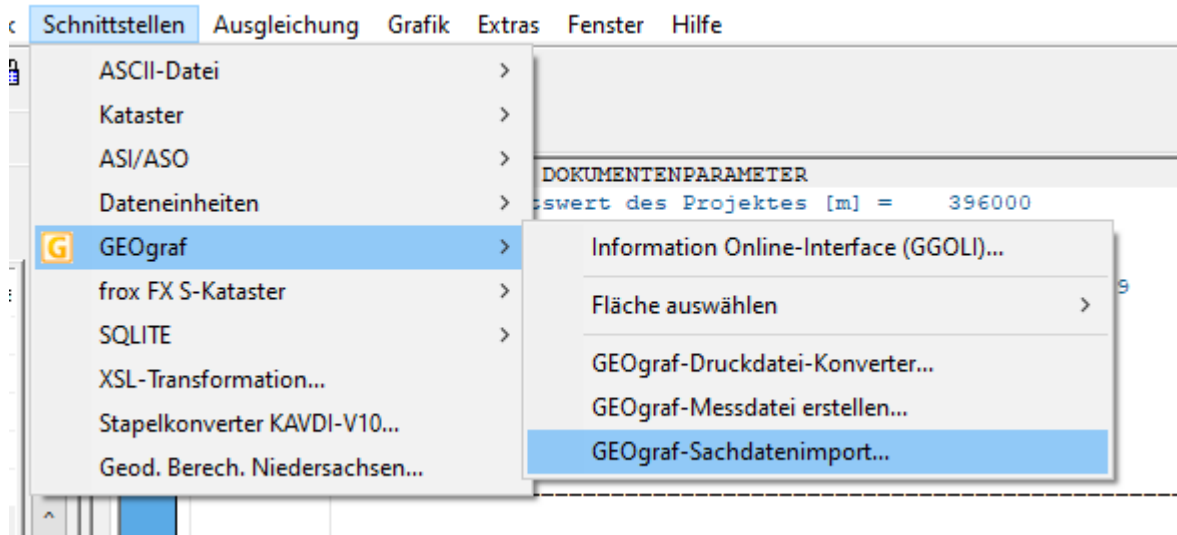 Schnittstellen Ausgleichung Grafik Extras Fenster Hilfe
ASCII-Datei
Kataster
ASI/ASO
DOKUMENTENPARAMETER
Dateneinheiten
swert des Projektes [m] = 396000
G GEOgraf
Information Online-Interface (GGOLI)...
frox FX S-Kataster
9
Fläche auswählen
SQLITE
XSL-Transformation...
GEOgraf-Druckdatei-Konverter...
Stapelkonverter KAVDI-V10...
GEOgraf-Messdatei erstellen...
Geod. Berech. Niedersachsen...
GEOgraf-Sachdatenimport...